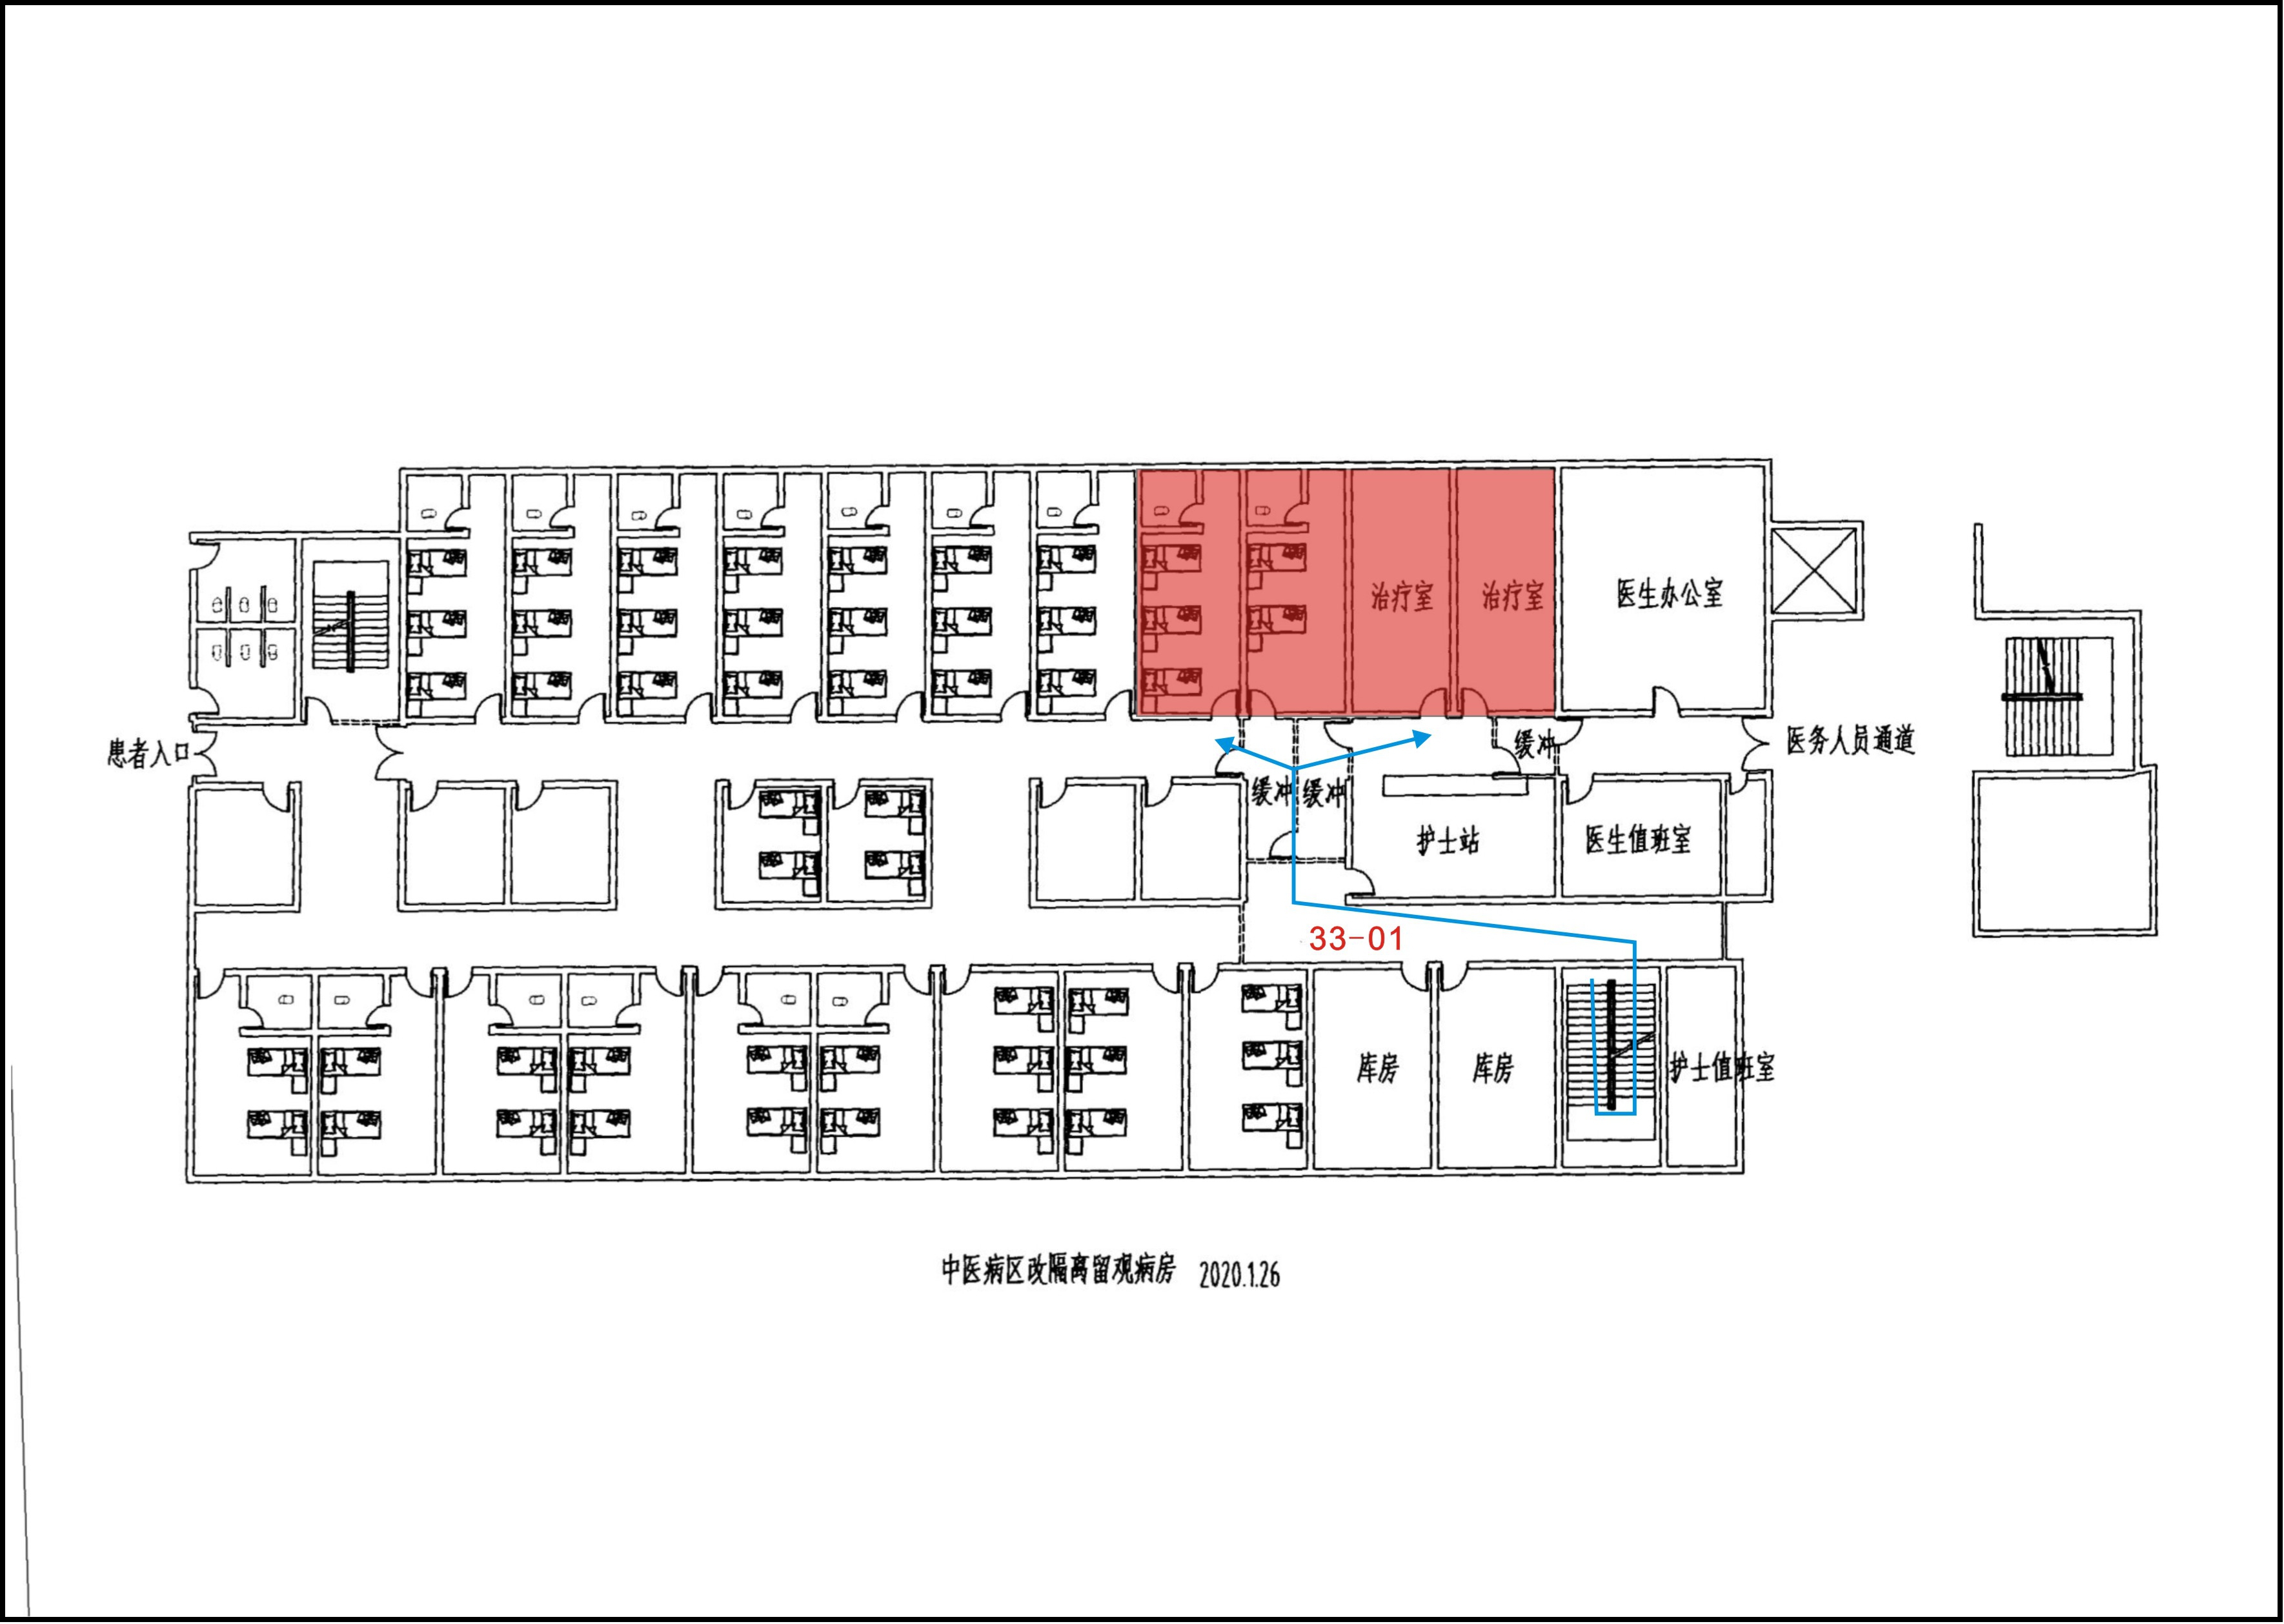 治疗室
治疗室
医生办公室
患者入口
缓冲
医务人员通道
缓冲
缓冲
护士站
医生值班室
33-01
库房
库房
护士值班室
中医病区改隔离留观病房 2020.1.26